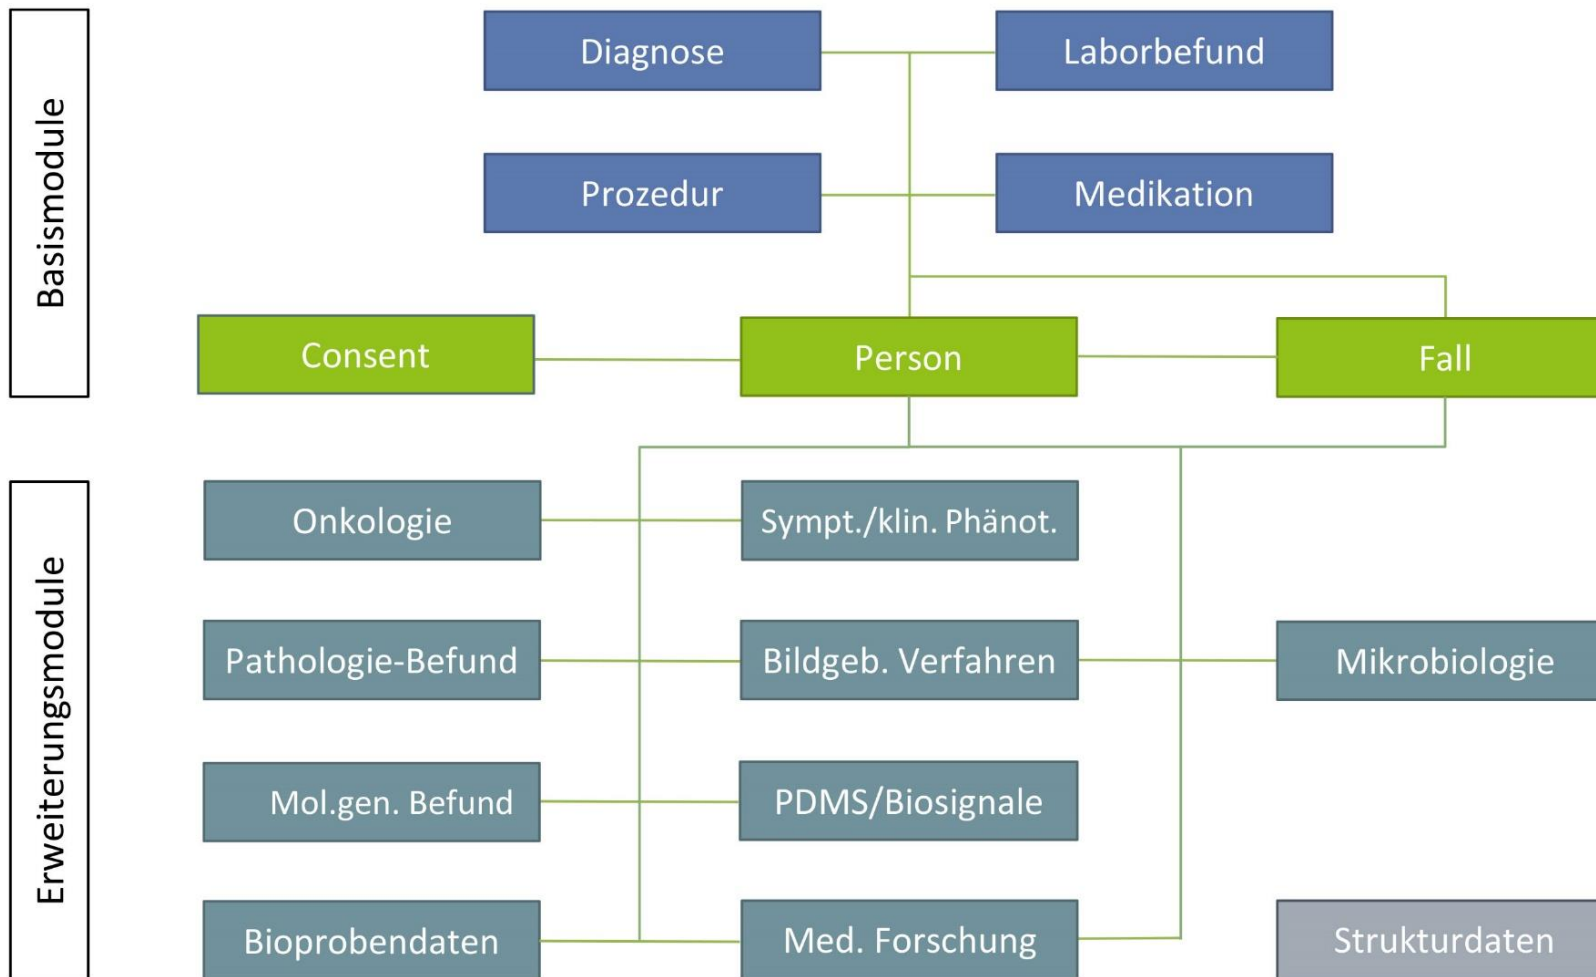 Basismodule
Diagnose
Laborbefund
Prozedur
Medikation
Consent
Person
Fall
Erweiterungsmodule
Onkologie
Sympt./klin. Phänot.
Pathologie-Befund
Bildgeb. Verfahren
Mikrobiologie
Mol.gen. Befund
PDMS/Biosignale
Bioprobendaten
Med. Forschung
Strukturdaten